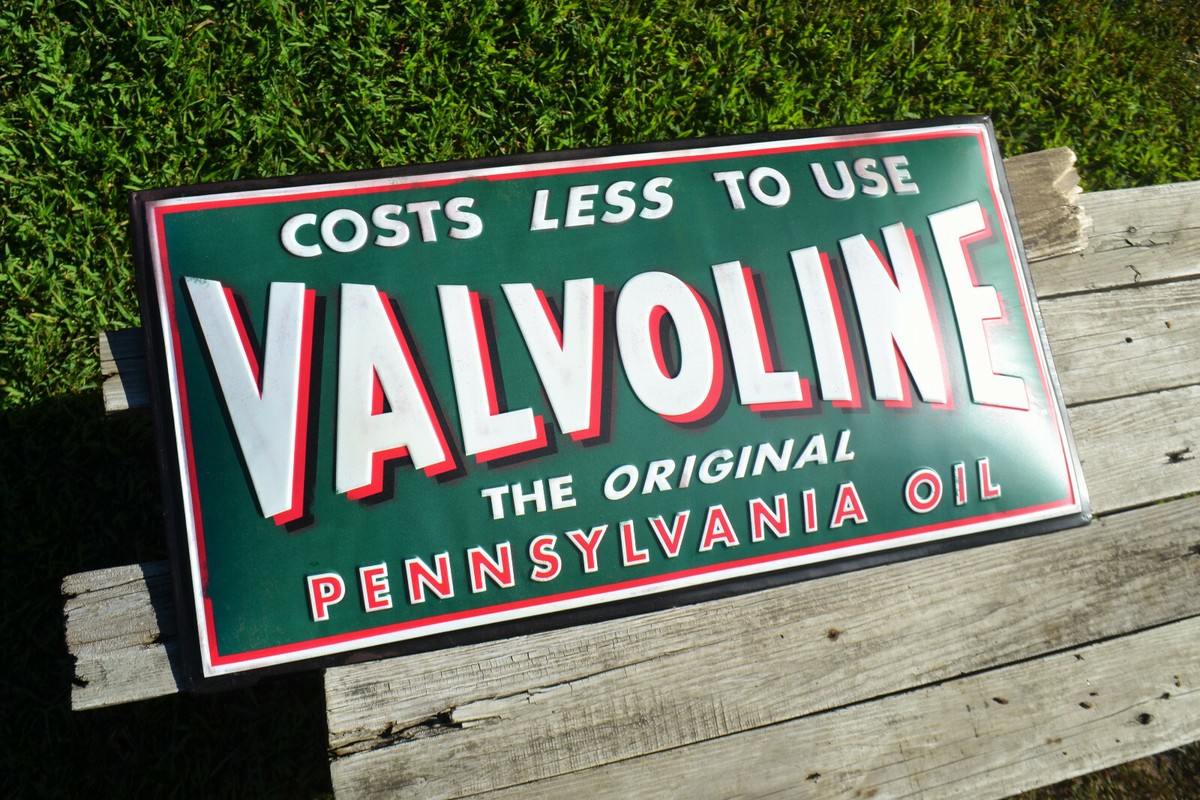 COSTS LESS TO USE
VALVOLINE
THE ORIGINAL
PENNSYLVANIA OIL